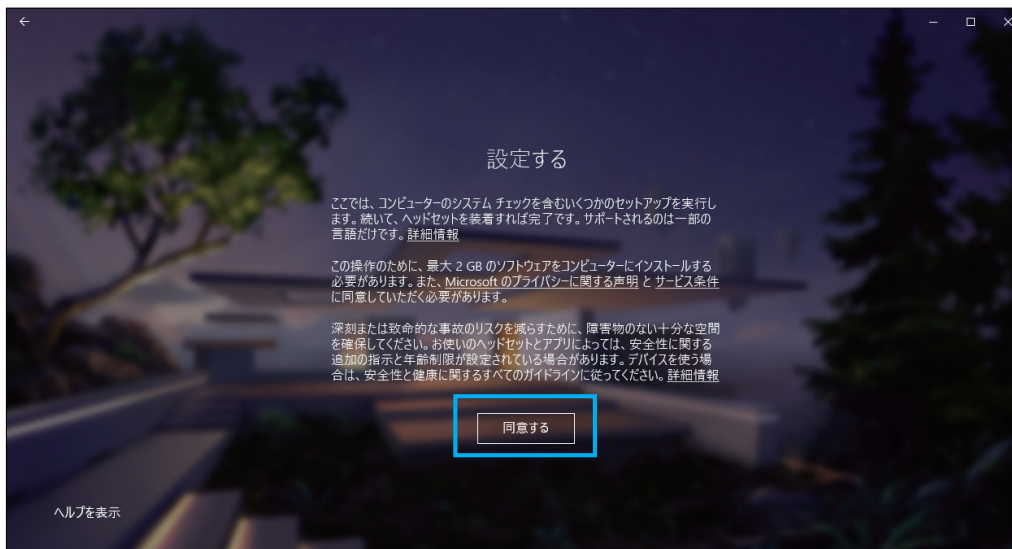 設定する
ここでは、コンピューターのシステム チェックを含むいくつかのセットアップを実行し
ます。続いて、ヘッドセットを装着すれば完了です。サポートされるのは一部の
言語だけです。詳細情報
この操作のために、最大 2 GB のソフトウェアをコンピューターにインストールする
必要があります。また、Microsoft のプライバシーに関する声明 と サービス条件
に同意していただく必要があります。
深刻または致命的な事故のリスクを減らすために、障害物のない十分な空間
を確保してください。お使いのヘッドセットとアプリによっては、安全性に関する
追加の指示と年齢制限が設定されている場合があります。デバイスを使う場
合は、安全性と健康に関するすべてのガイドラインに従ってください。詳細情報
同意する
ヘルプを表示